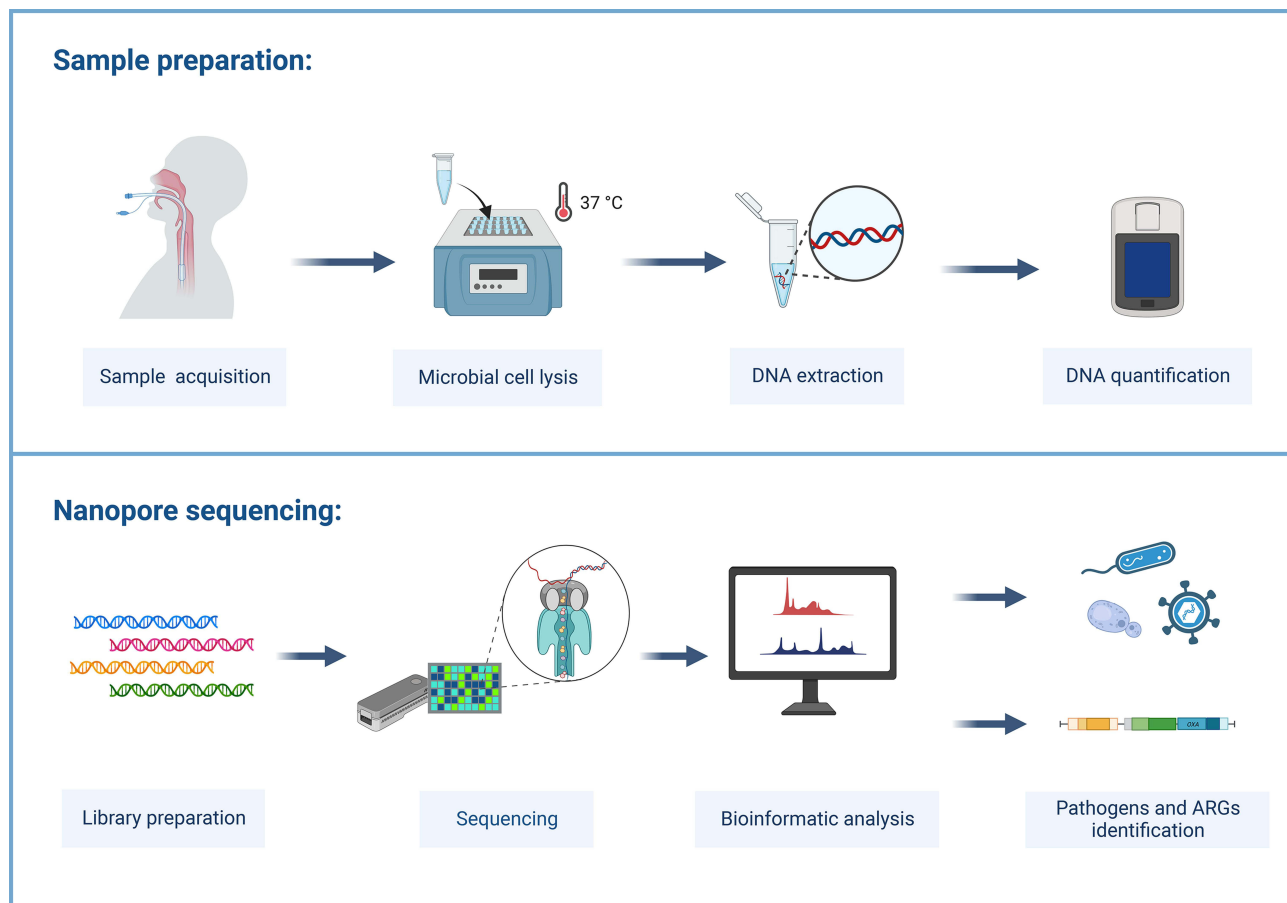 Sample preparation:
37 °C
Sample acquisition
Microbial cell lysis
DNA extraction
DNA quantification
Nanopore sequencing:
OXA
Library preparation
Sequencing
Bioinformatic analysis
Pathogens and ARGs
identification